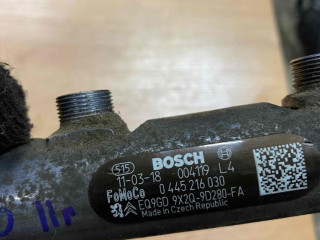 BOSCH
515 11-03-18 004119 L4
FoMoCo 0 445 216 030
EQ9GD 9X2Q-9D280-FA
Made in Czech Republic